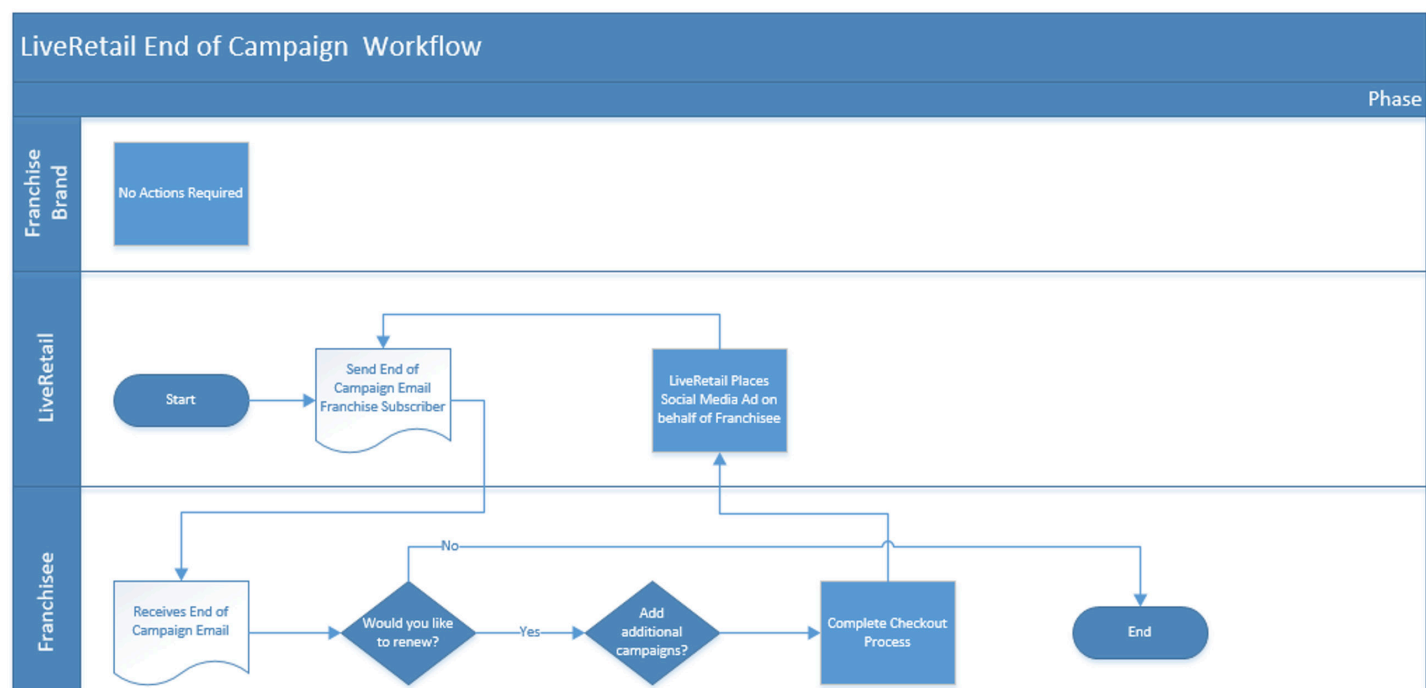 LiveRetail End of Campaign  Workflow
Phase
Franchise
Brand
No Actions Required
LiveRetail
Start
Send End of
Campaign Email
Franchise Subscriber
LiveRetail Places
Social Media Ad on
behalf of Franchisee
Franchisee
No
Receives End of
Campaign Email
Would you like
to renew?
Yes
Add
additional
campaigns?
Complete Checkout
Process
End